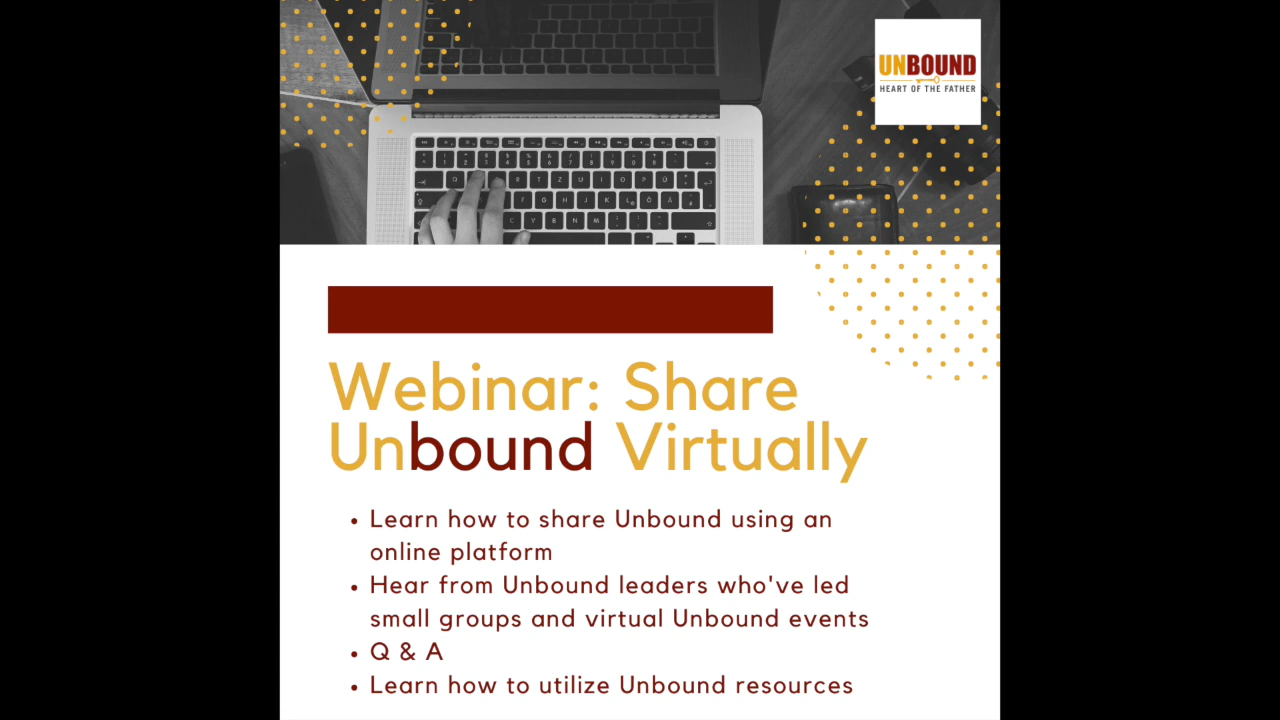 UNBOUND
HEART OF THE FATHER
Webinar: Share
Unbound Virtually
• Learn how to share Unbound using an
online platform
• Hear from Unbound leaders who've led
small groups and virtual Unbound events
• Q & A
• Learn how to utilize Unbound resources